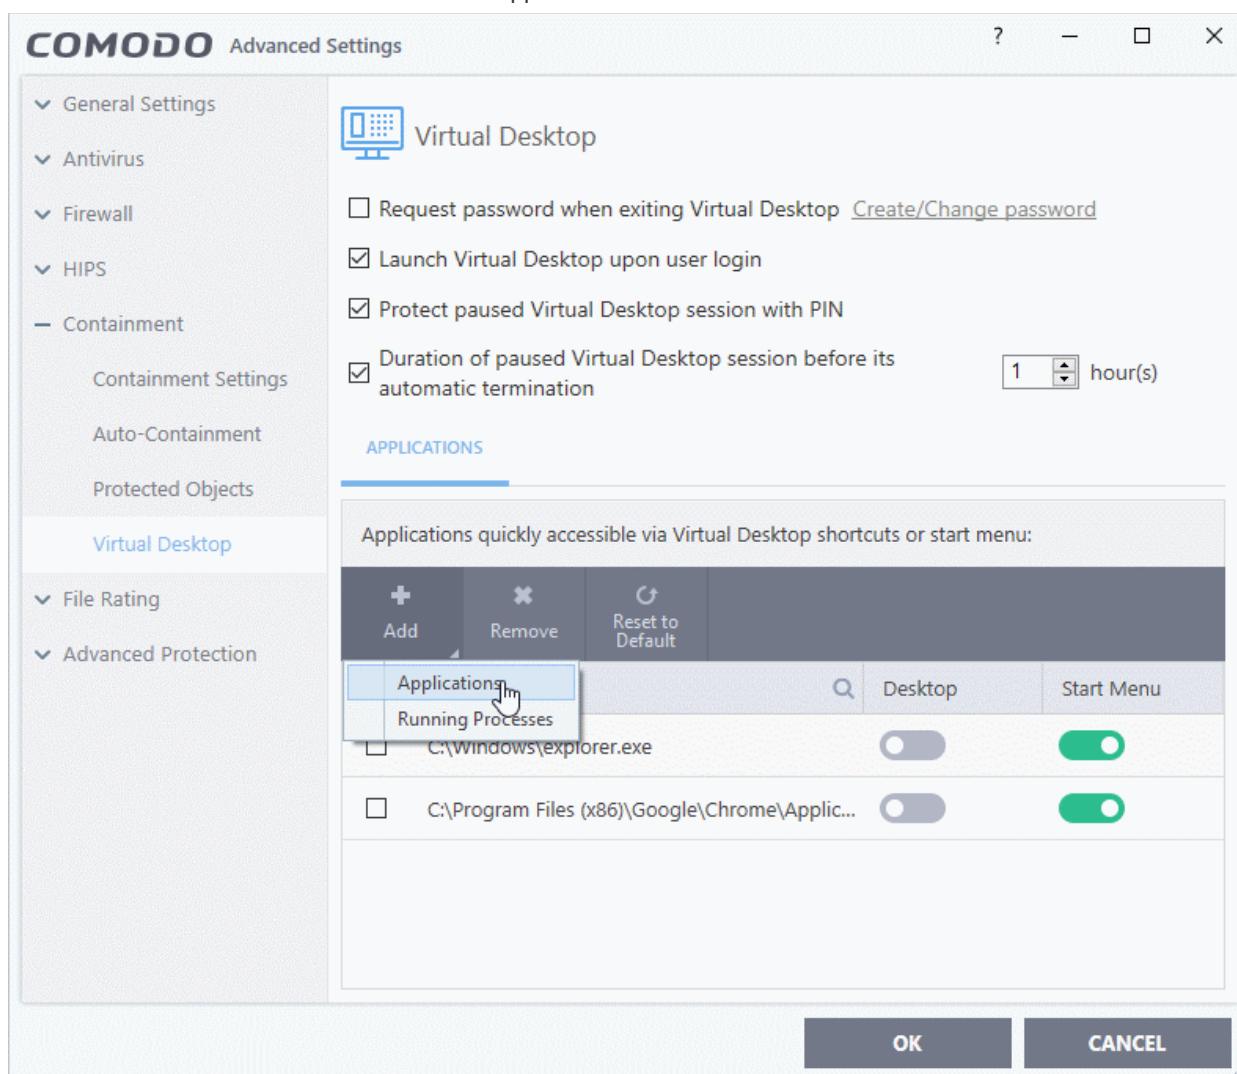 COMODO Advanced Settings
?
General Settings
Antivirus
Firewall
HIPS
Containment
Containment Settings
Auto-Containment
Protected Objects
Virtual Desktop
File Rating
Advanced Protection
Virtual Desktop
Request password when exiting Virtual Desktop Create/Change password
Launch Virtual Desktop upon user login
Protect paused Virtual Desktop session with PIN
Duration of paused Virtual Desktop session before its
automatic termination
1 hour(s)
APPLICATIONS
Applications quickly accessible via Virtual Desktop shortcuts or start menu:
Add
Remove
Reset to
Default
Applications
Running Processes
Desktop
Start Menu
C:\Windows\explorer.exe
C:\Program Files (x86)\Google\Chrome\Applic...
OK
CANCEL